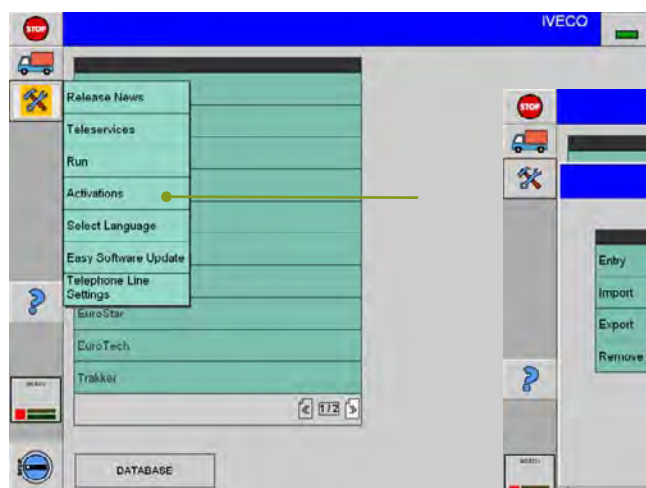 IVECO
STOP
Release News
Teleservices
Run
Activations
Select Language
Easy Software Update
Telephone Line
Settings
EuroStar
EuroTech
Trakker
1/2
DATABASE
STOP
Entry
Import
Export
Remove